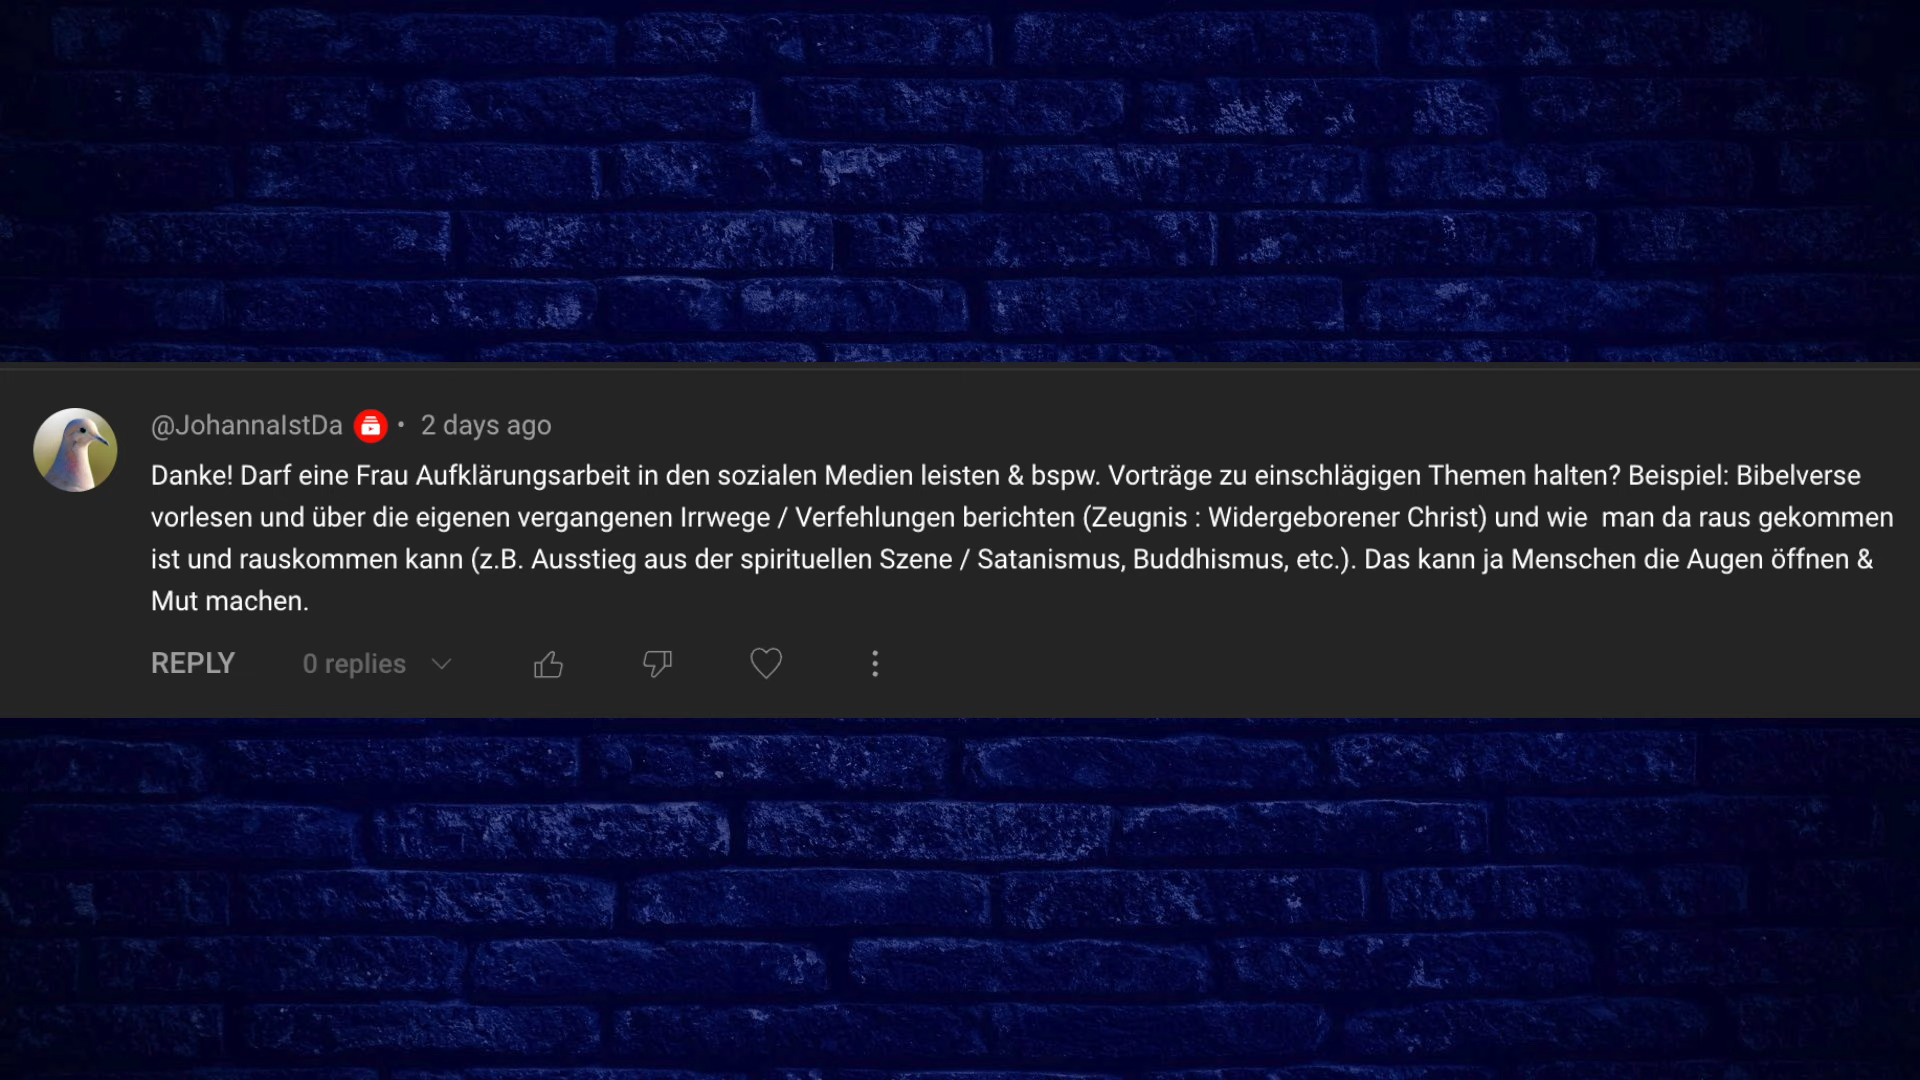 @JohannaIstDa • 2 days ago
Danke! Darf eine Frau Aufklärungsarbeit in den sozialen Medien leisten & bspw. Vorträge zu einschlägigen Themen halten? Beispiel: Bibelverse
vorlesen und über die eigenen vergangenen Irrwege / Verfehlungen berichten (Zeugnis : Widergeborener Christ) und wie  man da raus gekommen
ist und rauskommen kann (z.B. Ausstieg aus der spirituellen Szene / Satanismus, Buddhismus, etc.). Das kann ja Menschen die Augen öffnen &
Mut machen.
REPLY 0 replies